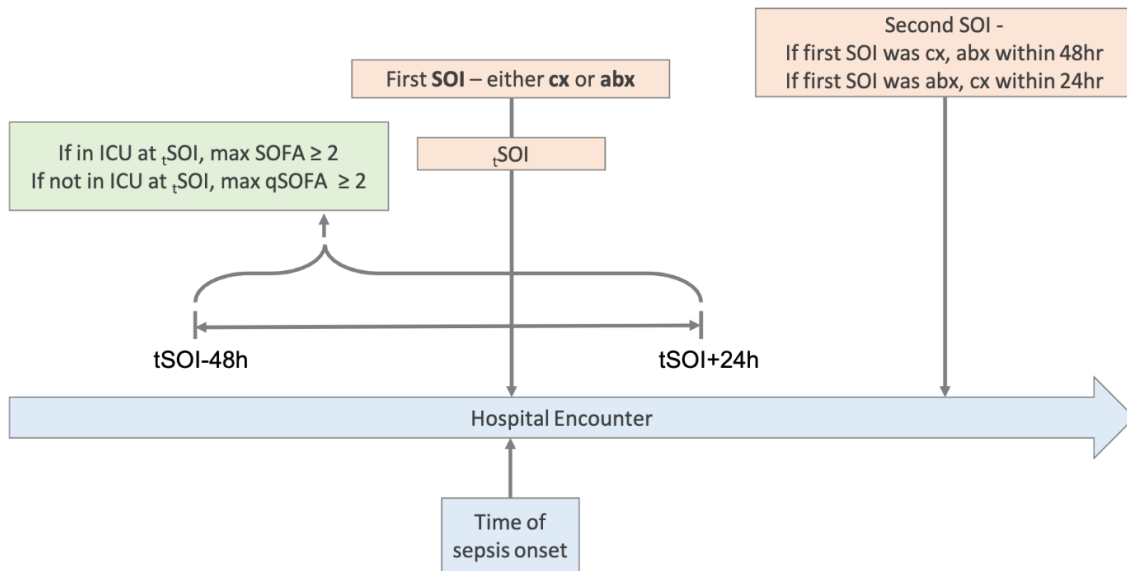 Second SOI -
If first SOI was cx, abx within 48hr
If first SOI was abx, cx within 24hr
First SOI – either cx or abx
tSOI
If in ICU at tSOI, max SOFA ≥ 2
If not in ICU at tSOI, max qSOFA ≥ 2
tSOI-48h
tSOI+24h
Hospital Encounter
Time of
sepsis onset